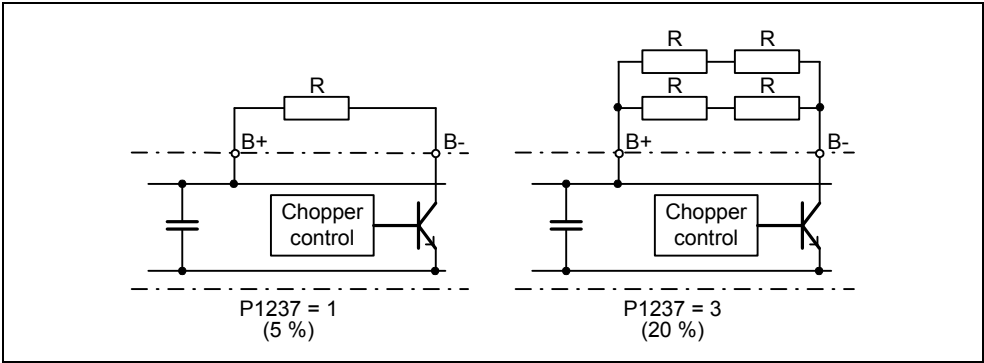 R
B+
B-
Chopper
control
P1237 = 1
(5 %)
R
R
R
R
B+
B-
Chopper
control
P1237 = 3
(20 %)